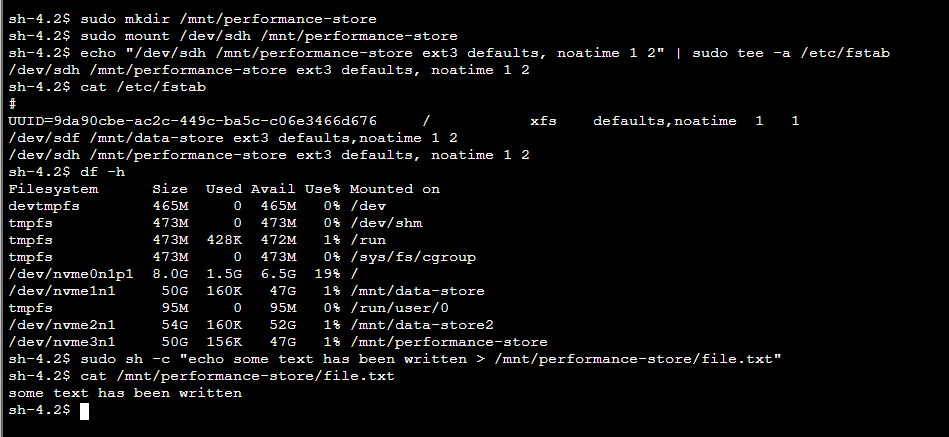 sh-4.2$ sudo mkdir /mnt/performance-store
sh-4.2$ sudo mount /dev/sdh /mnt/performance-store
sh-4.2$ echo "/dev/sdh /mnt/performance-store ext3 defaults, noatime 1 2" | sudo tee -a /etc/fstab
/dev/sdh /mnt/performance-store ext3 defaults, noatime 1 2
sh-4.2$ cat /etc/fstab
#
UUID=9da90cbe-ac2c-449c-ba5c-c06e3466d676     /           xfs    defaults,noatime  1   1
/dev/sdf /mnt/data-store ext3 defaults,noatime 1 2
/dev/sdh /mnt/performance-store ext3 defaults, noatime 1 2
sh-4.2$ df -h
Filesystem      Size  Used Avail Use% Mounted on
devtmpfs        465M     0  465M   0% /dev
tmpfs           473M     0  473M   0% /dev/shm
tmpfs           473M  428K  472M   1% /run
tmpfs           473M     0  473M   0% /sys/fs/cgroup
/dev/nvme0n1p1  8.0G  1.5G  6.5G  19% /
/dev/nvme1n1     50G  160K   47G   1% /mnt/data-store
tmpfs            95M     0   95M   0% /run/user/0
/dev/nvme2n1     54G  160K   52G   1% /mnt/data-store2
/dev/nvme3n1     50G  156K   47G   1% /mnt/performance-store
sh-4.2$ sudo sh -c "echo some text has been written > /mnt/performance-store/file.txt"
sh-4.2$ cat /mnt/performance-store/file.txt
some text has been written
sh-4.2$